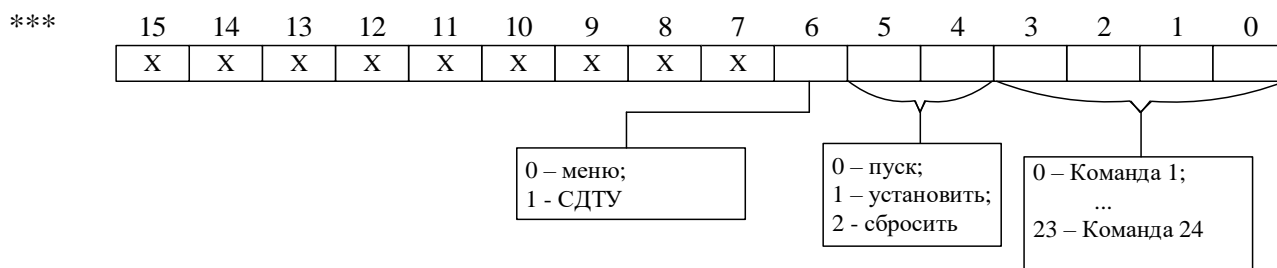 *** 15 14 13 12 11 10 9 8 7 6 5 4 3 2 1 0
X X X X X X X X X
0 – меню;
1 - СДТУ
0 – пуск;
1 – установить;
2 - сбросить
0 – Команда 1;
...
23 – Команда 24